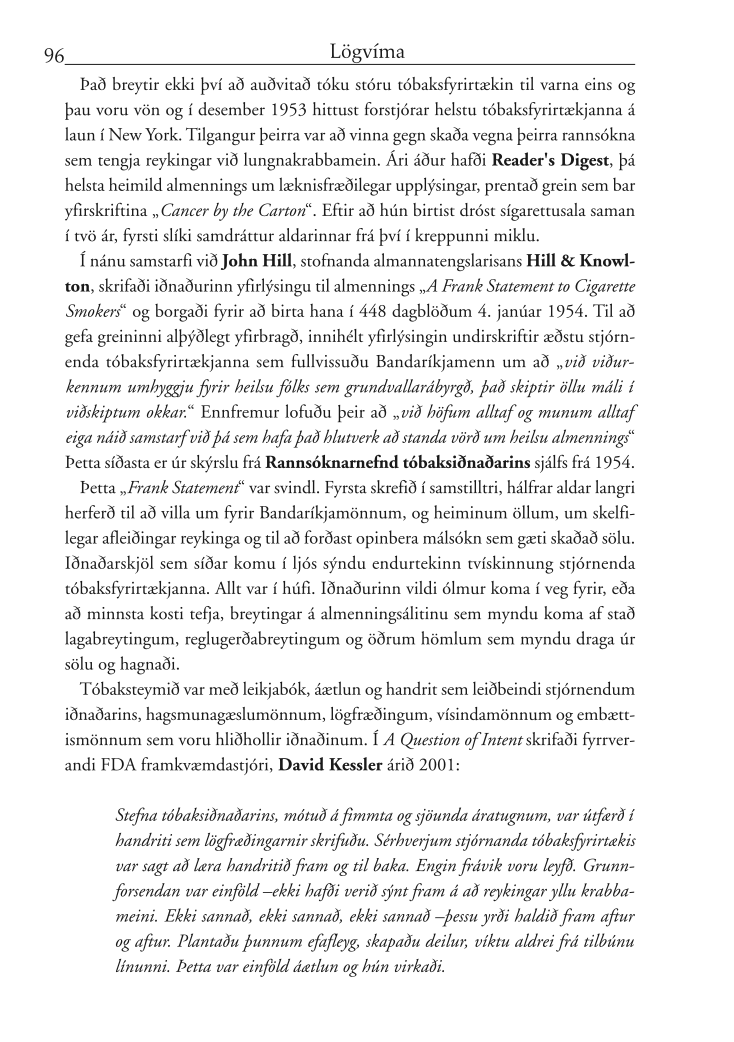 96
Lögvíma
Það breytir ekki því að auðvitað tóku stóru tóbaksfyrirtækin til varna eins og
þau voru vön og í desember 1953 hittust forstjórar helstu tóbaksfyrirtækjanna á
laun í New York. Tilgangur þeirra var að vinna gegn skaða vegna þeirra rannsókna
sem tengja reykingar við lungnakrabbamein. Ári áður hafði Reader's Digest, þá
helsta heimild almennings um læknisfræðilegar upplýsingar, prentað grein sem bar
yfirskriftina „Cancer by the Carton“. Eftir að hún birtist dróst sígarettusala saman
í tvö ár, fyrsti slíki samdráttur aldarinnar frá því í kreppunni miklu.
Í nánu samstarfi við John Hill, stofnanda almannatengslarisans Hill & Knowl-
ton, skrifaði iðnaðurinn yfirlýsingu til almennings „A Frank Statement to Cigarette
Smokers“ og borgaði fyrir að birta hana í 448 dagblöðum 4. janúar 1954. Til að
gefa greininni alþýðlegt yfirbragð, innihélt yfirlýsingin undirskriftir æðstu stjórn-
enda tóbaksfyrirtækjanna sem fullvissuðu Bandaríkjamenn um að „við viður-
kennum umhyggju fyrir heilsu fólks sem grundvallarábyrgð, það skiptir öllu máli í
viðskiptum okkar.“ Ennfremur lofuðu þeir að „við höfum alltaf og munum alltaf
eiga náið samstarf við þá sem hafa það hlutverk að standa vörð um heilsu almennings“
Þetta síðasta er úr skýrslu frá Rannsóknarnefnd tóbaksiðnaðarins sjálfs frá 1954.
Þetta „Frank Statement“ var svindl. Fyrsta skrefið í samstilltri, hálfrar aldar langri
herferð til að villa um fyrir Bandaríkjamönnum, og heiminum öllum, um skelfi-
legar afleiðingar reykinga og til að forðast opinbera málsókn sem gæti skaðað sölu.
Iðnaðarskjöl sem síðar komu í ljós sýndu endurtekinn tvískinnung stjórnenda
tóbaksfyrirtækjanna. Allt var í húfi. Iðnaðurinn vildi ólmur koma í veg fyrir, eða
að minnsta kosti tefja, breytingar á almenningsálitinu sem myndu koma af stað
lagabreytingum, reglugerðabreytingum og öðrum hömlum sem myndu draga úr
sölu og hagnaði.
Tóbaksteymið var með leikjabók, áætlun og handrit sem leiðbeindi stjórnendum
iðnaðarins, hagsmunagæslumönnum, lögfræðingum, vísindamönnum og embætt-
ismönnum sem voru hliðhollir iðnaðinum. Í A Question of Intent skrifaði fyrrver-
andi FDA framkvæmdastjóri, David Kessler árið 2001:
Stefna tóbaksiðnaðarins, mótuð á fimmta og sjöunda áratugnum, var útfærð í
handriti sem lögfræðingarnir skrifuðu. Sérhverjum stjórnanda tóbaksfyrirtækis
var sagt að læra handritið fram og til baka. Engin frávik voru leyfð. Grunn-
forsendan var einföld –ekki hafði verið sýnt fram á að reykingar yllu krabba-
meini. Ekki sannað, ekki sannað, ekki sannað –þessu yrði haldið fram aftur
og aftur. Plantaðu þunnum efafleyg, skapaðu deilur, víktu aldrei frá tilbúnu
línunni. Þetta var einföld áætlun og hún virkaði.